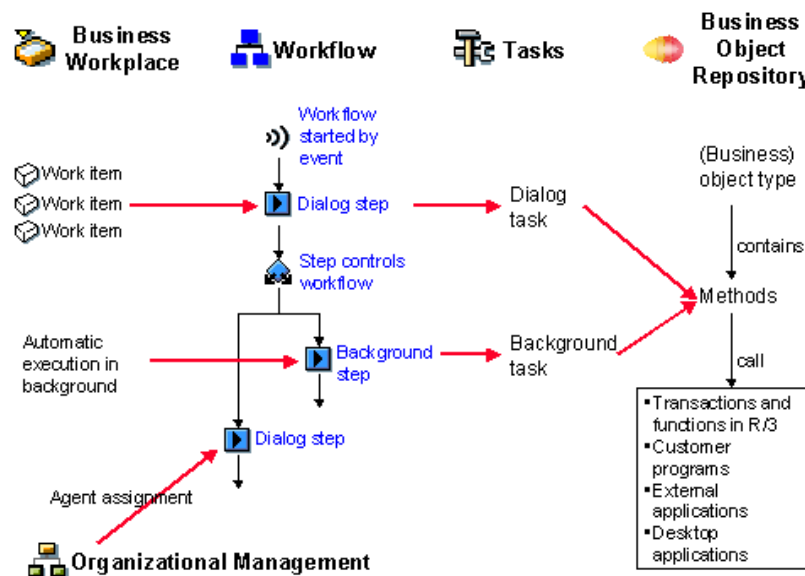 Business
Workplace
Workflow
Tasks
Business
Object
Repository
Workflow
started by
event
Work item
Work item
Work item
Dialog step
Dialog
task
(Business)
object type
contains
Step controls
workflow
Methods
Automatic
execution in
background
Background
step
Background
task
call
Dialog step
▪Transactions and
functions in R/3
▪Customer
programs
▪External
applications
▪Desktop
applications
Agent assignment
Organizational Management